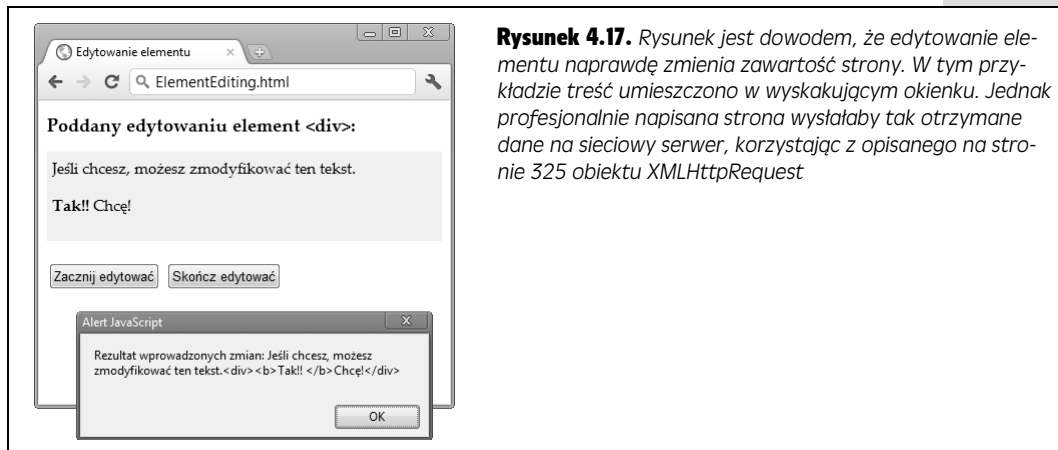 Edytowanie elementu
ElementEditing.html
Poddany edytowaniu element <div>:
Jeśli chcesz, możesz zmodyfikować ten tekst.
Tak!! Chcę!
Zacznij edytować Skończ edytować
Alert JavaScript
Rezultat wprowadzonych zmian: Jeśli chcesz, możesz
zmodyfikować ten tekst.<div><b>Tak!! </b>Chcę!</div>
OK
Rysunek 4.17. Rysunek jest dowodem, że edytowanie ele-
mentu naprawdę zmienia zawartość strony. W tym przy-
kładzie treść umieszczono w wyskakującym okienku. Jednak
profesjonalnie napisana strona wysłałaby tak otrzymane
dane na sieciowy serwer, korzystając z opisanego na stro-
nie 325 obiektu XMLHttpRequest